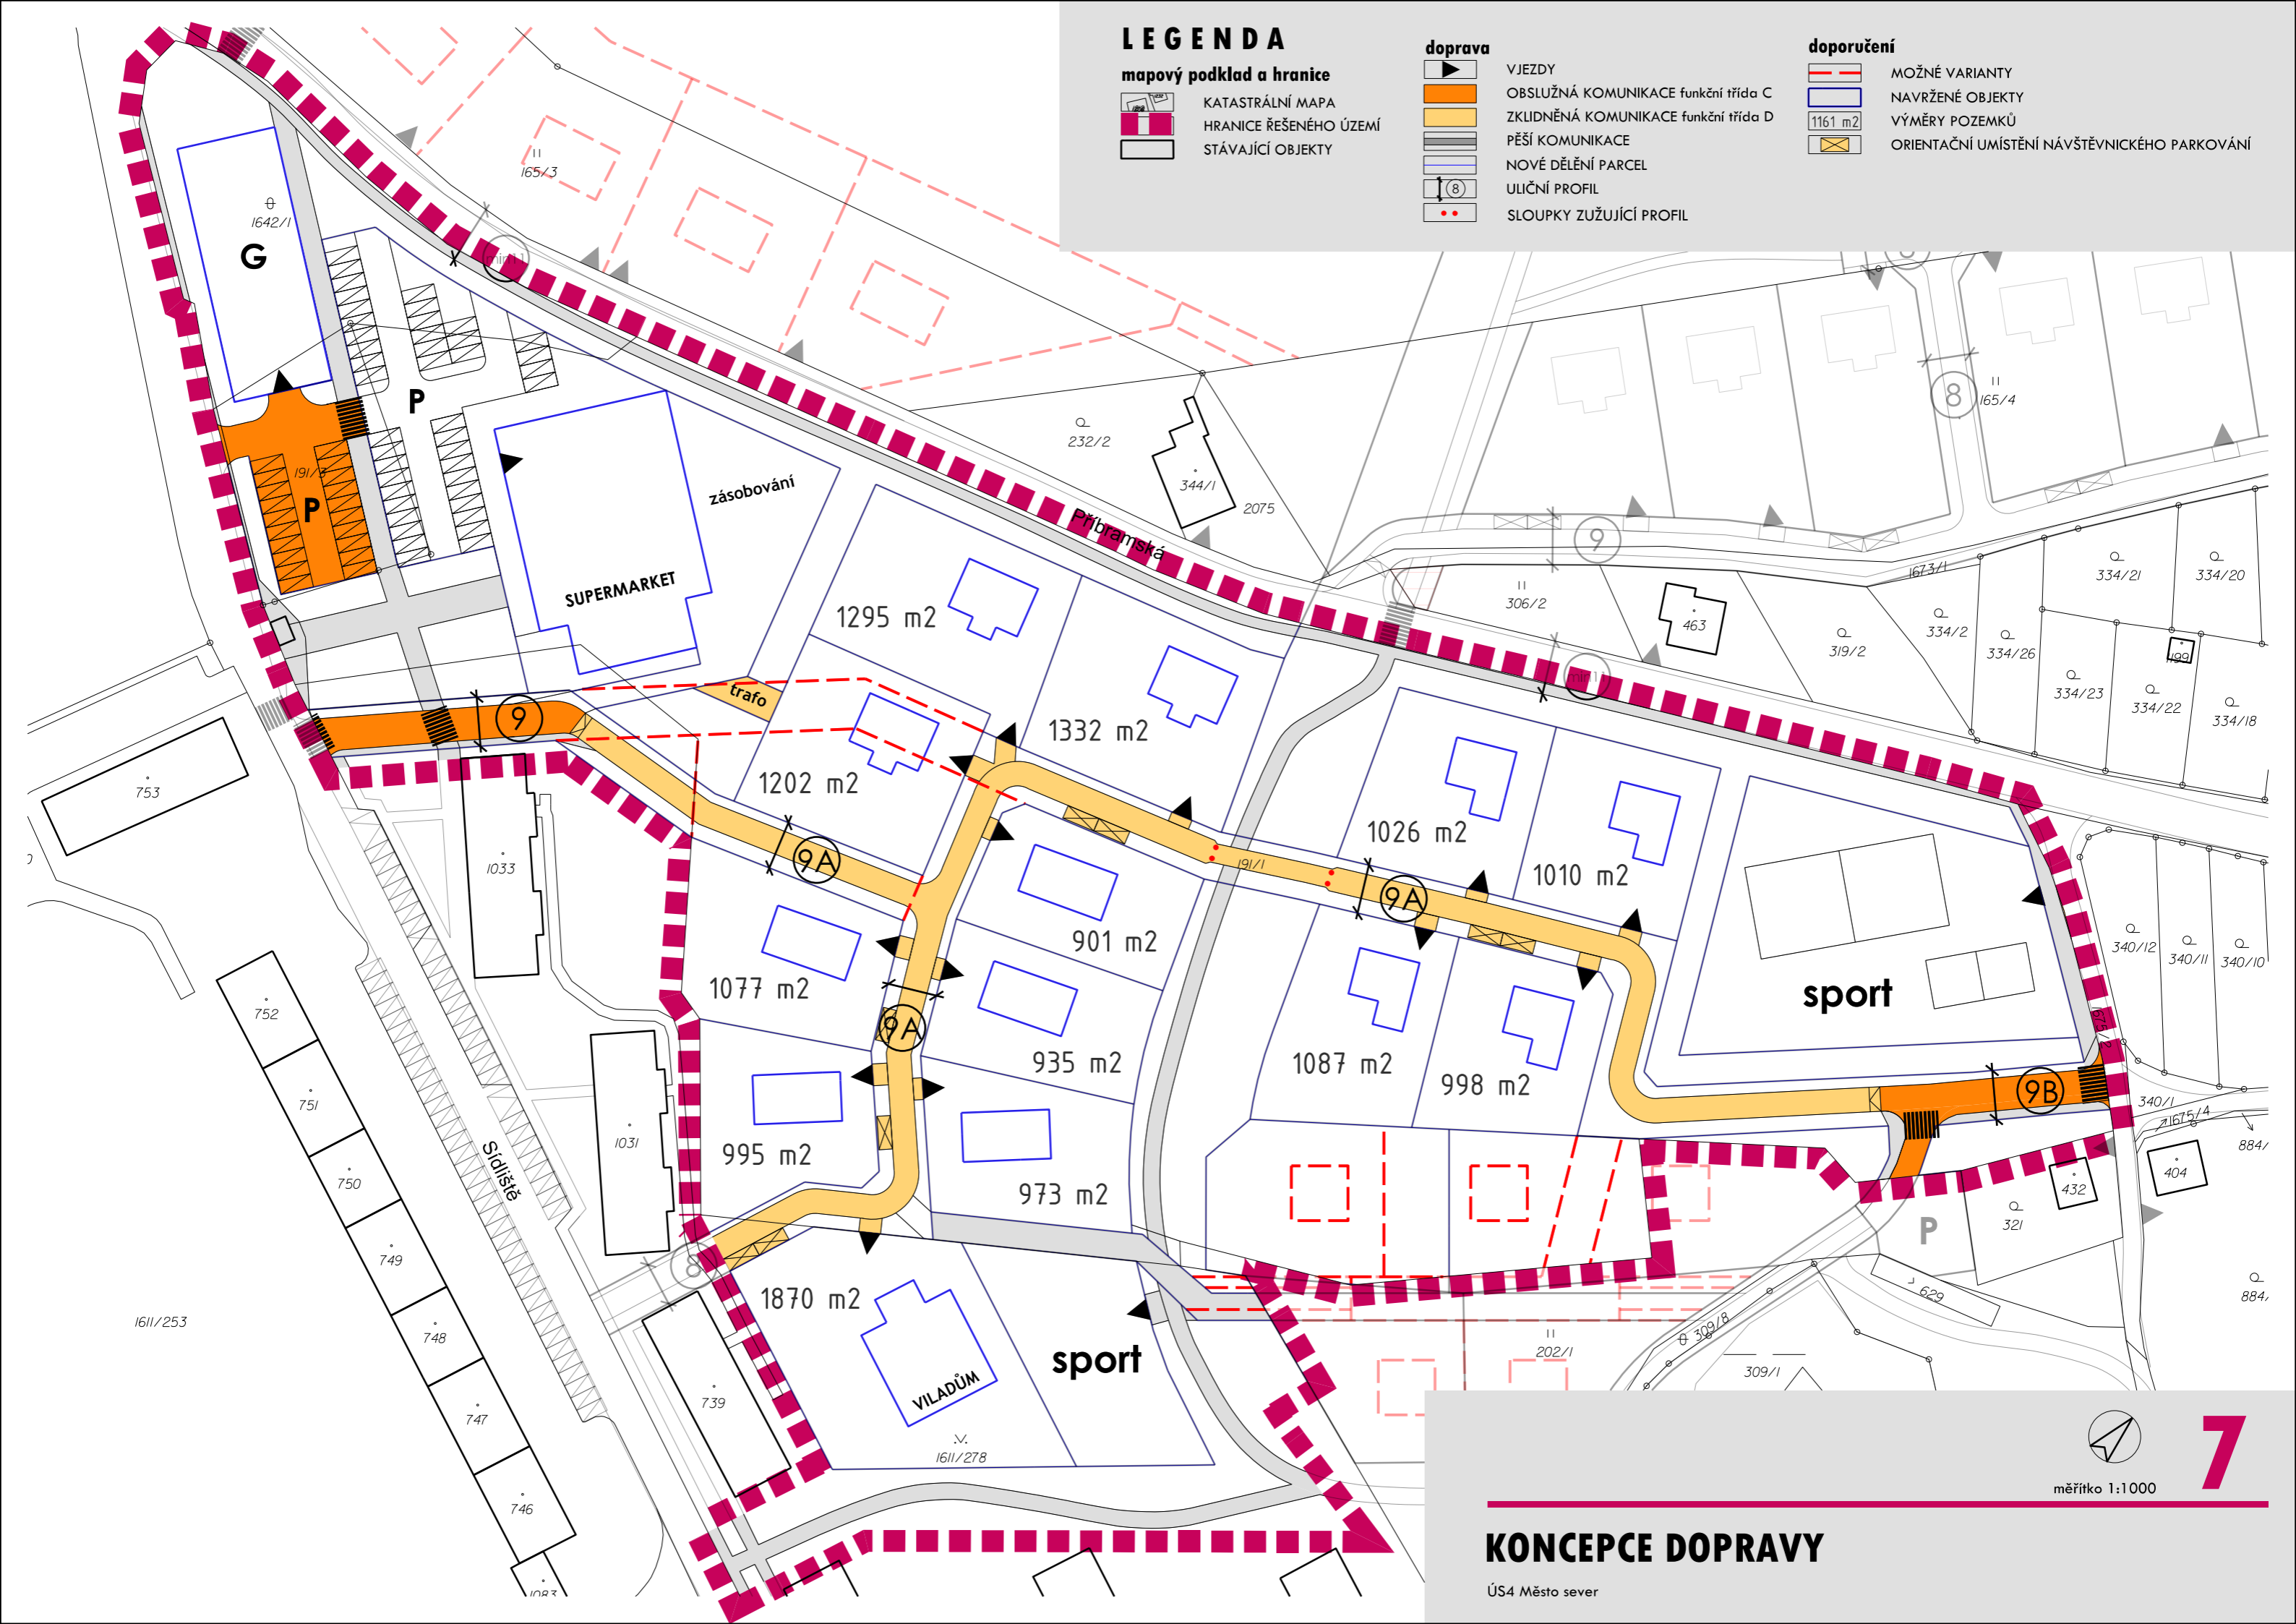 LEGENDA
mapový podklad a hranice
KATASTRÁLNÍ MAPA
HRANICE ŘEŠENÉHO ÚZEMÍ
STÁVAJÍCÍ OBJEKTY
doprava
VJEZDY
OBSLUŽNÁ KOMUNIKACE funkční třída C
ZKLIDNĚNÁ KOMUNIKACE funkční třída D
PĚŠÍ KOMUNIKACE
NOVÉ DĚLENÍ PARCEL
8
ULIČNÍ PROFIL
SLOUPKY ZUŽUJÍCÍ PROFIL
doporučení
MOŽNÉ VARIANTY
NAVRŽENÉ OBJEKTY
1161 m2
VÝMĚRY POZEMKŮ
ORIENTAČNÍ UMÍSTĚNÍ NÁVŠTĚVNICKÉHO PARKOVÁNÍ
165/3
1642/1
G
P
191/3
P
zásobování
SUPERMARKET
232/2
344/1
2075
Příbramská
8
165/4
9
1673/1
306/2
463
319/2
334/2
334/26
334/21
334/20
334/23
334/22
334/18
199
1295 m2
1332 m2
trafo
9
1202 m2
9A
753
1033
1026 m2
1010 m2
191/1
9A
901 m2
1077 m2
9A
935 m2
995 m2
973 m2
1087 m2
998 m2
sport
340/12
340/11
340/10
1675/2
9B
340/1
1675/4
884/
404
432
321
P
884/
629
309/8
309/1
202/1
752
751
750
749
748
747
746
1083
1031
Sídliště
8
739
1611/253
1870 m2
VILADŮM
1611/278
sport
měřítko 1:1000
7
KONCEPCE DOPRAVY
ÚS4 Město sever